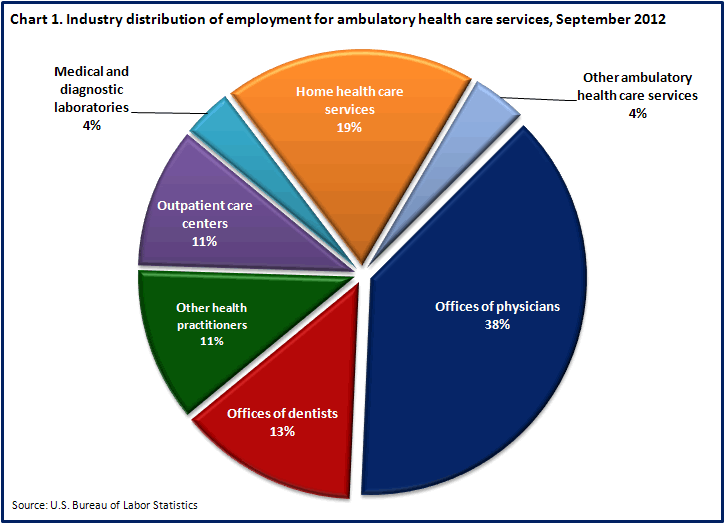 Chart 1. Industry distribution of employment for ambulatory health care services, September 2012
Medical and
diagnostic
laboratories
4%
Home health care
services
19%
Other ambulatory
health care services
4%
Outpatient care
centers
11%
Offices of physicians
38%
Other health
practitioners
11%
Offices of dentists
13%
Source: U.S. Bureau of Labor Statistics